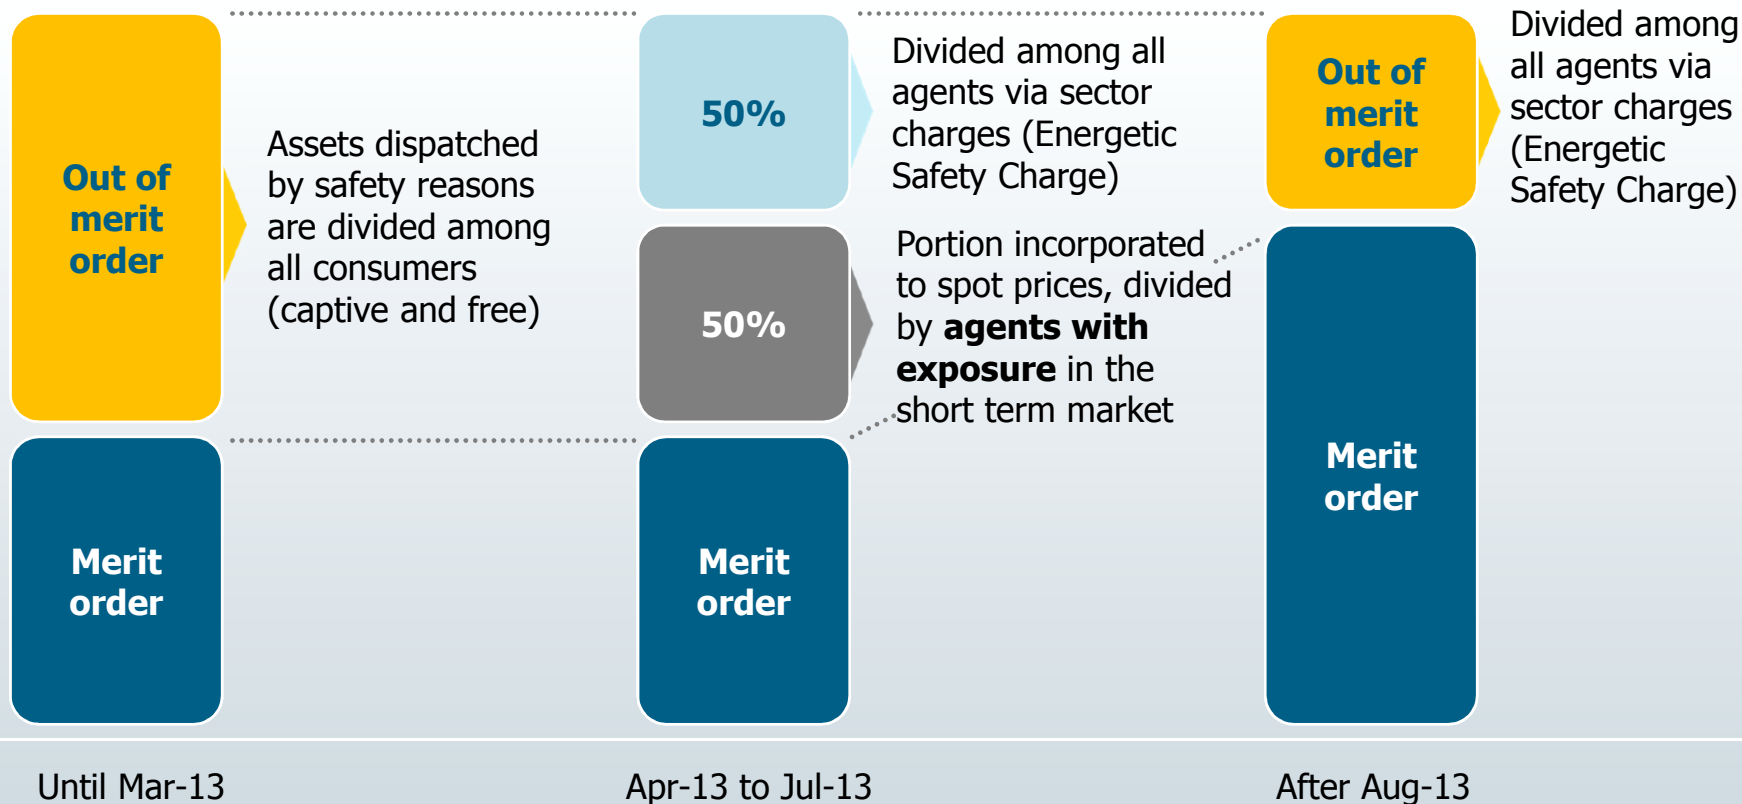 Out of
merit
order
Assets dispatched
by safety reasons
are divided among
all consumers
(captive and free)
Merit
order
Until Mar-13
50%
Divided among all
agents via sector
charges (Energetic
Safety Charge)
50%
Portion incorporated
to spot prices, divided
by agents with
exposure in the
short term market
Merit
order
Apr-13 to Jul-13
Out of
merit
order
Divided among
all agents via
sector charges
(Energetic
Safety Charge)
Merit
order
After Aug-13